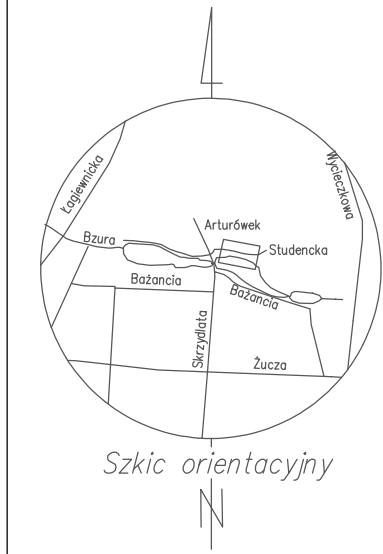 Łagiewnicka
Wycieczkowa
Arturówek
Bzura
Studencka
Bażancia
Bażancia
Skrzydlata
Żucza
Szkic orientacyjny
N